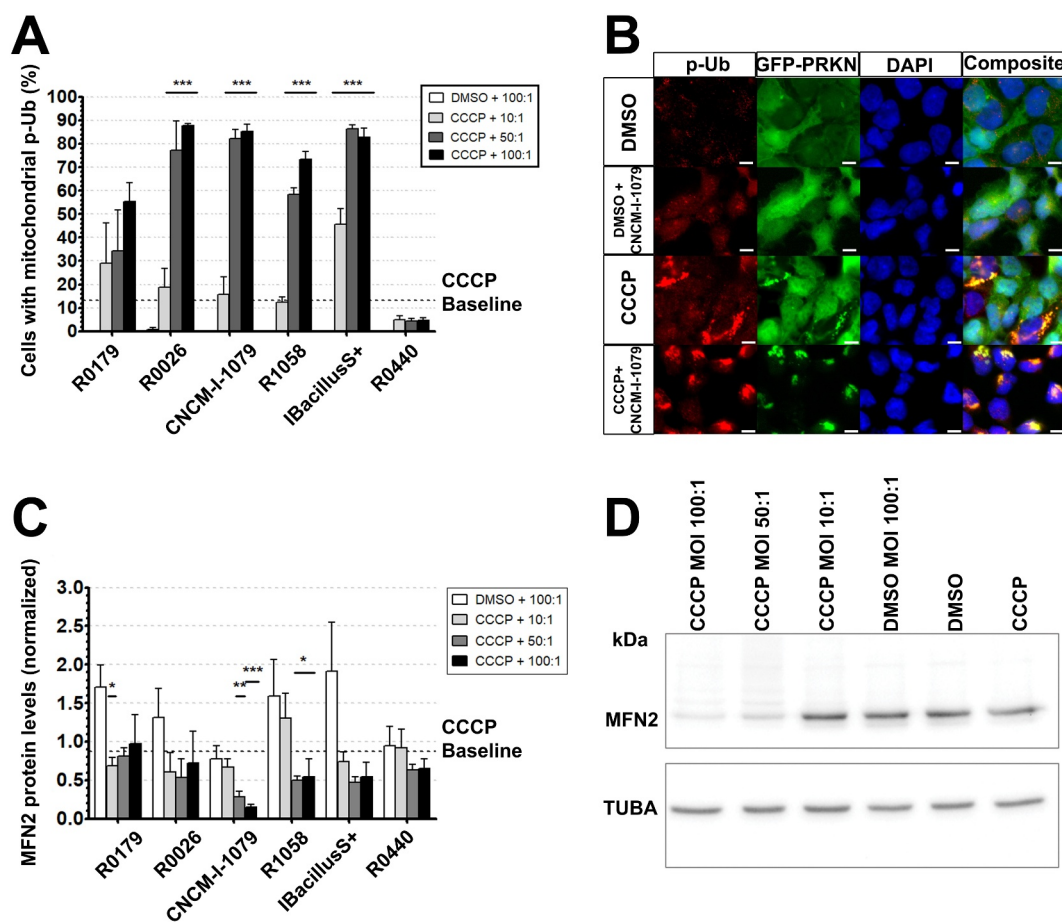 A
Cells with mitochondrial p-Ub (%)
100
90
80
70
60
50
40
30
20
10
0
*** *** *** ***
DMSO + 100:1
CCCP + 10:1
CCCP + 50:1
CCCP + 100:1
CCCP
Baseline
R0179
R0026
CNCM-I-1079
R1058
IBacillusS+
R0440
B
p-Ub GFP-PRKN DAPI Composite
DMSO
DMSO +
CNCM-I-1079
CCCP
CCCP+
CNCM-I-1079
C
MFN2 protein levels (normalized)
3.0
2.5
2.0
1.5
1.0
0.5
0.0
* ** *** *
DMSO + 100:1
CCCP + 10:1
CCCP + 50:1
CCCP + 100:1
CCCP
Baseline
R0179
R0026
CNCM-I-1079
R1058
IBacillusS+
R0440
D
CCCP MOI 100:1
CCCP MOI 50:1
CCCP MOI 10:1
DMSO MOI 100:1
DMSO
CCCP
kDa
MFN2
TUBA